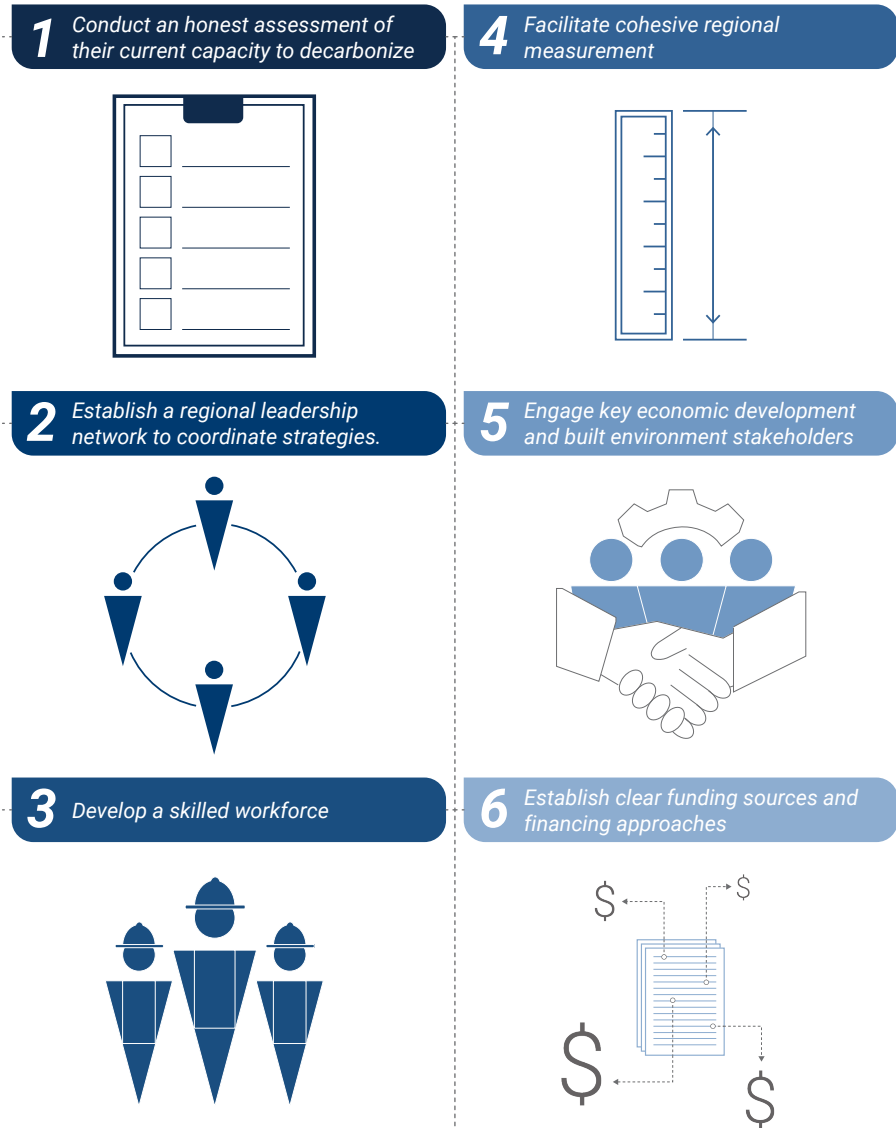 1
Conduct an honest assessment of
their current capacity to decarbonize
2
Establish a regional leadership
network to coordinate strategies.
3
Develop a skilled workforce
4
Facilitate cohesive regional
measurement
5
Engage key economic development
and built environment stakeholders
6
Establish clear funding sources and
financing approaches
$
$
$
$